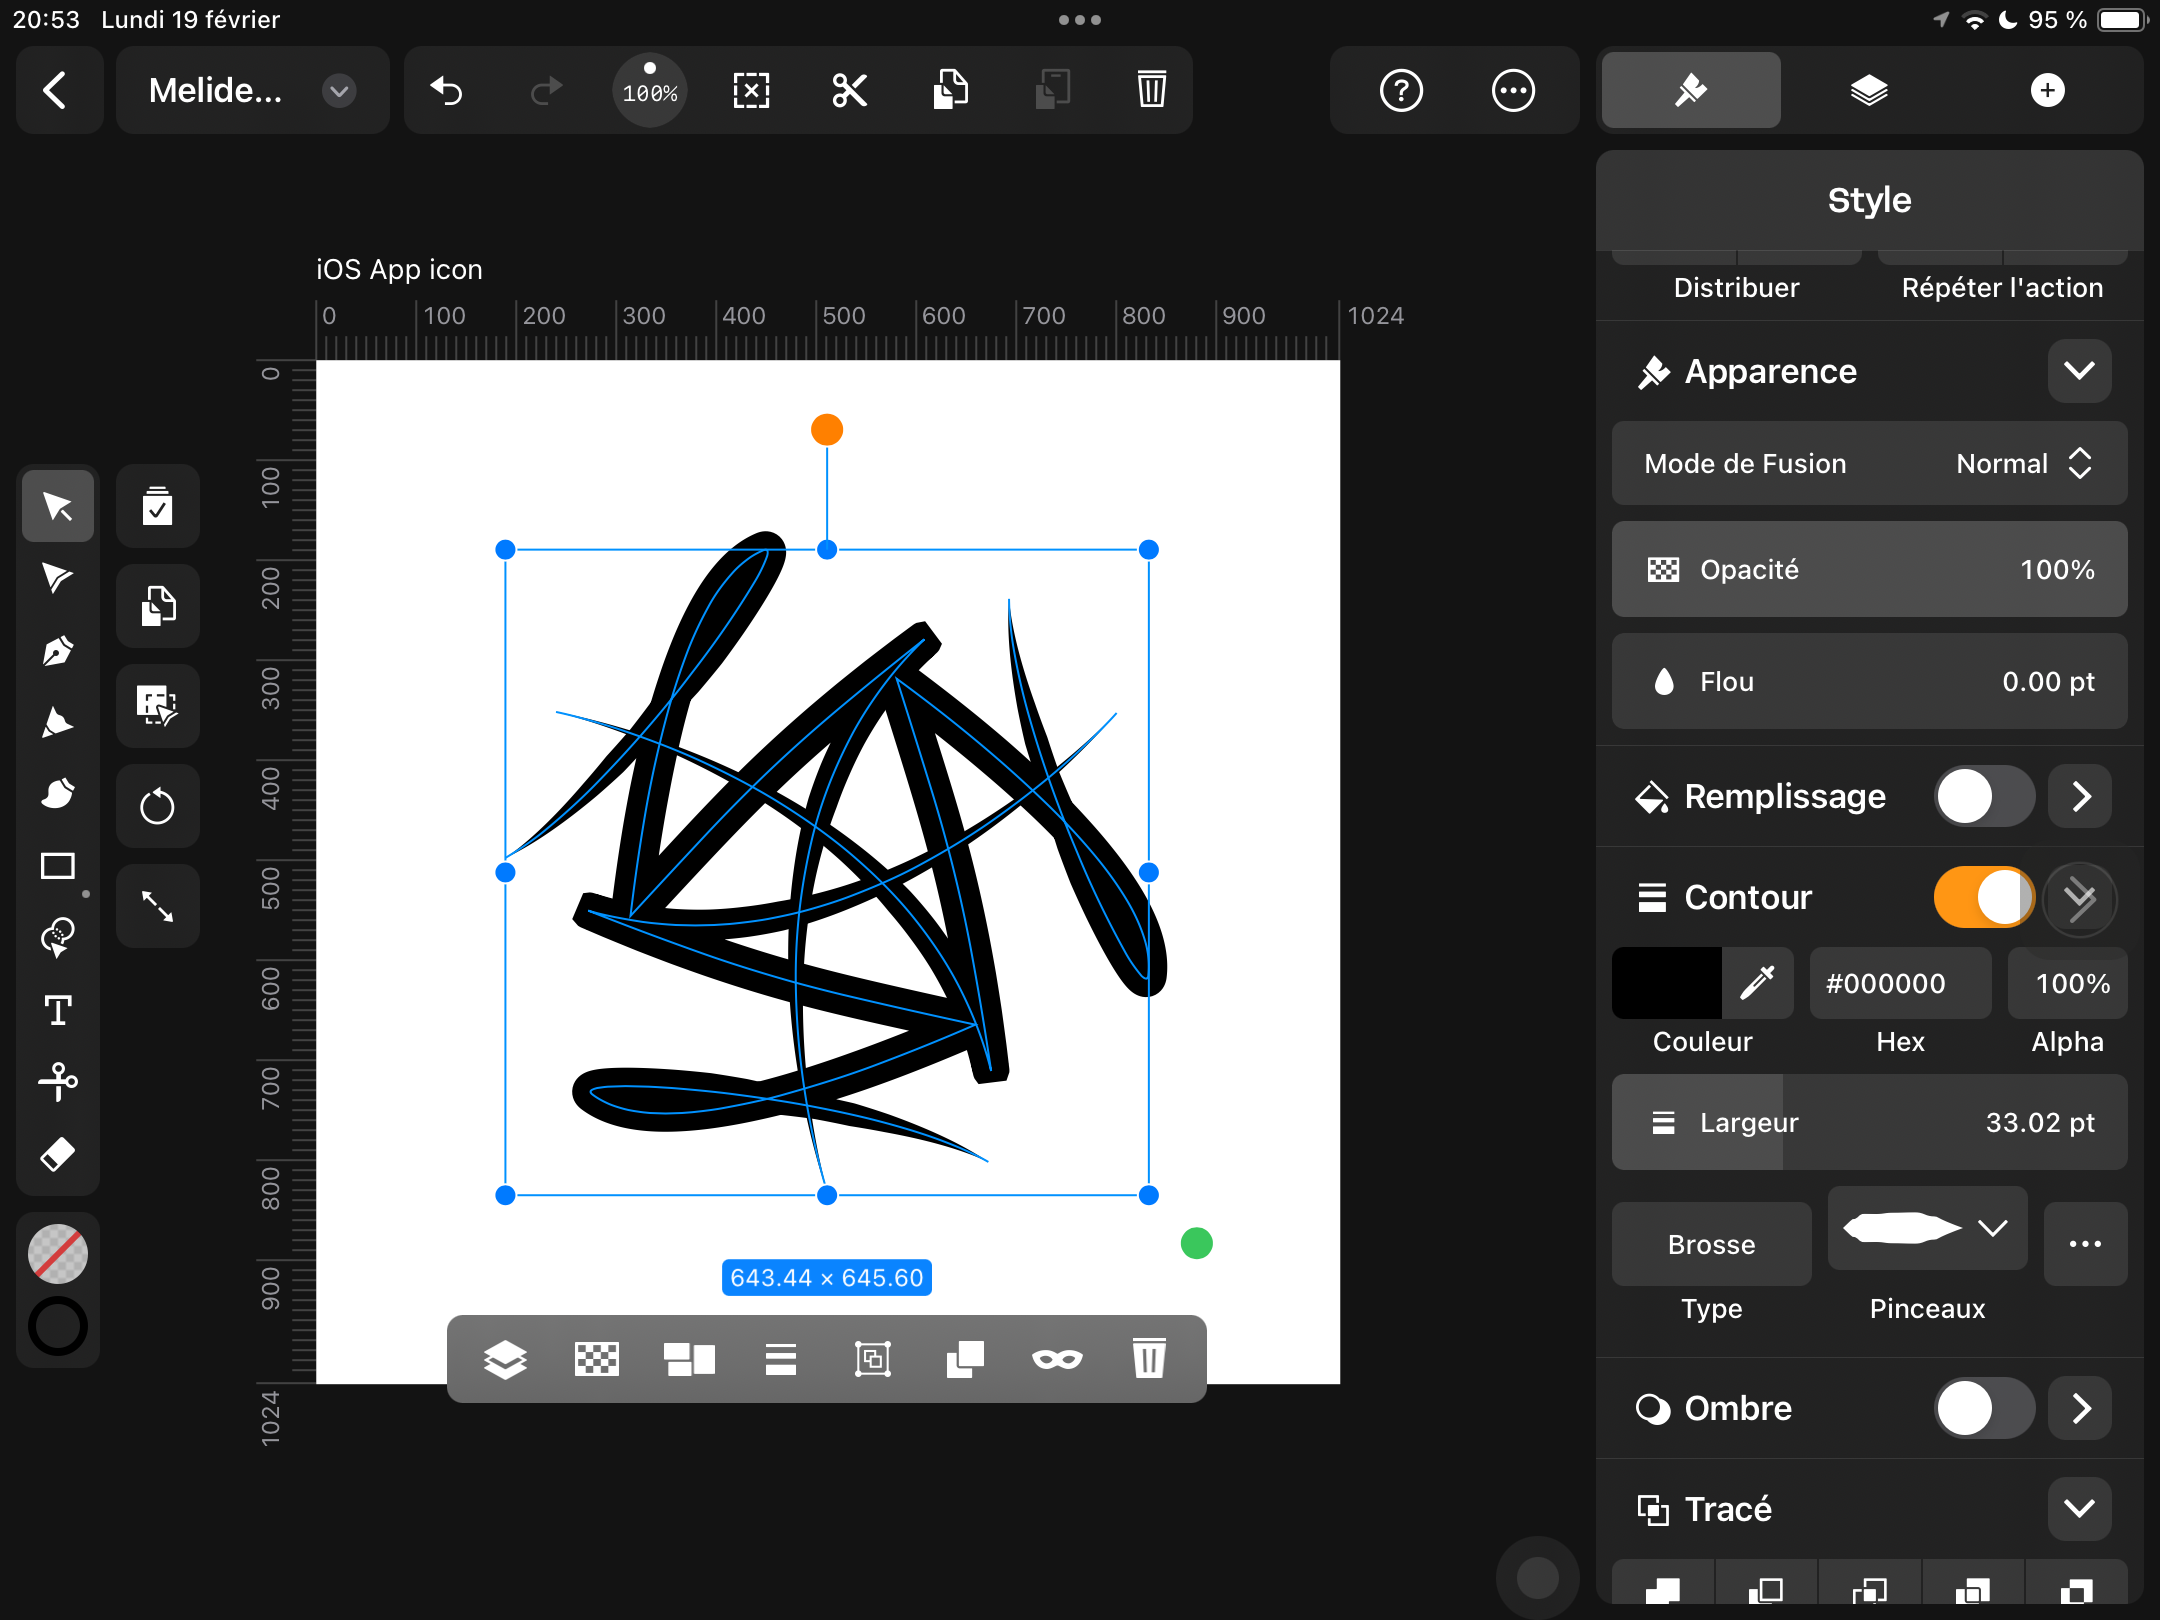 20:53 Lundi 19 février
95 %
Melide...
100%
Style
iOS App icon
Distribuer Répéter l'action
0 100 200 300 400 500 600 700 800 900 1024
0
100
200
300
400
500
600
700
800
900
1024
Apparence
Mode de Fusion Normal
Opacité 100%
Flou 0.00 pt
Remplissage
Contour
#000000 100%
Couleur Hex Alpha
Largeur 33.02 pt
Brosse
Type Pinceaux
643.44 × 645.60
Ombre
Tracé